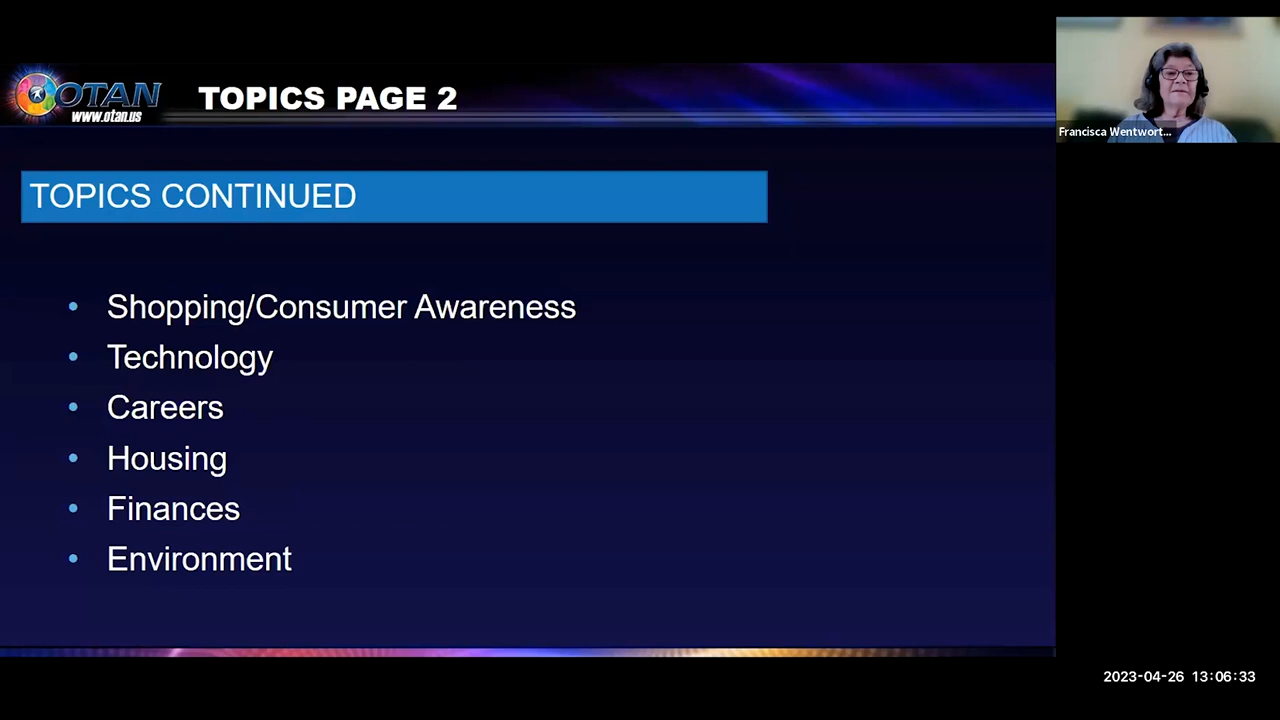 OTAN
www.otan.us
TOPICS PAGE 2
TOPICS CONTINUED
• Shopping/Consumer Awareness
• Technology
• Careers
• Housing
• Finances
• Environment
Francisca Wentwort...
2023-04-26 13:06:33